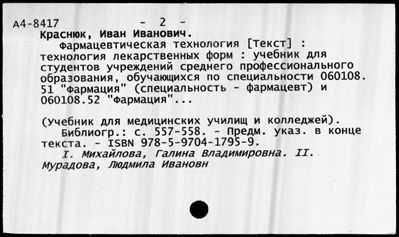 А4-8417 - 2 -
Краснюк, Иван Иванович.
Фармацевтическая технология [Текст] :
технология лекарственных форм : учебник для
студентов учреждений среднего профессионального
образования, обучающихся по специальности 060108.
51 "Фармация" (специальность - фармацевт) и
060108.52 "Фармация"...
(Учебник для медицинских училищ и колледжей).
Библиогр.: с. 557-558. - Предм. указ. в конце
текста. - ISBN 978-5-9704-1795-9.
I. Михайлова, Галина Владимировна. II.
Мурадова, Людмила Ивановн